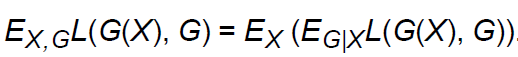 E_{X,G}L(G(X), G) = E_X (E_{G|X}L(G(X), G)).